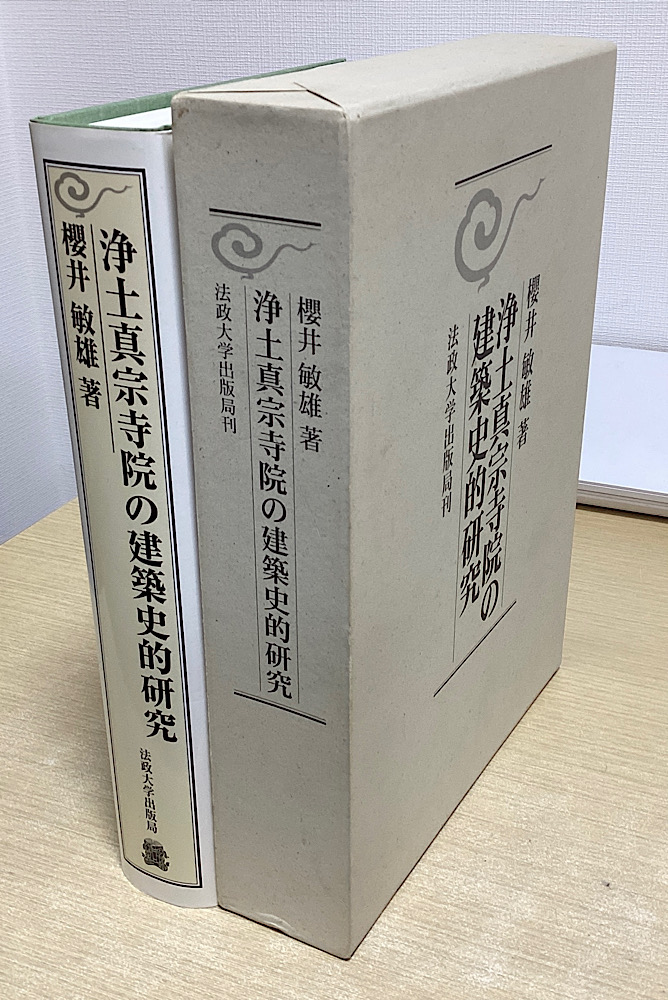 浄土真宗寺院の建築史的研究
櫻井 敏雄 著
法政大学出版局
櫻井 敏雄 著
浄土真宗寺院の建築史的研究
法政大学出版局刊
櫻井 敏雄 著
浄土真宗寺院の
建築史的研究
法政大学出版局刊